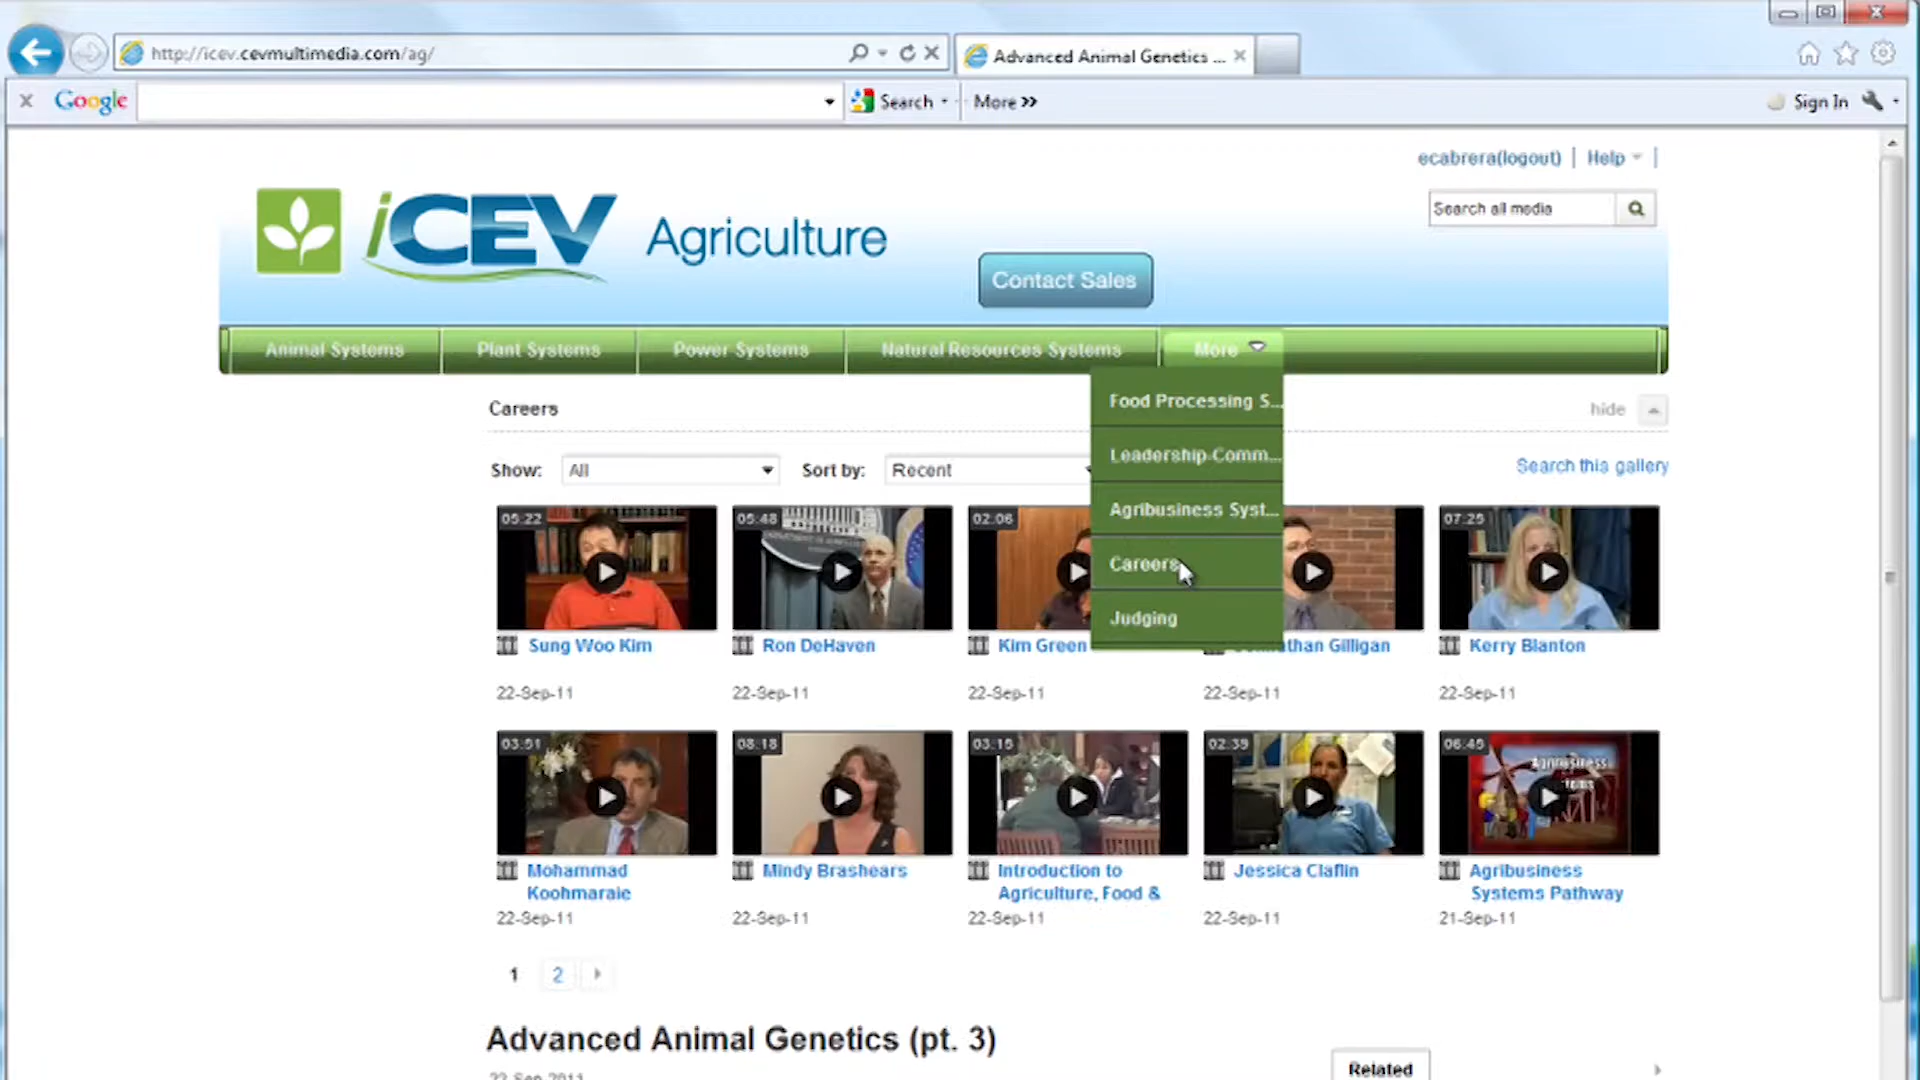 http://icev.cevmultimedia.com/ag/
Advanced Animal Genetics ...
Google
Search
More »
Sign In
ecabrera(logout)
Help
iCEV Agriculture
Search all media
Contact Sales
Animal Systems
Plant Systems
Power Systems
Natural Resources Systems
More
Food Processing S...
Leadership Comm...
Agribusiness Syst...
Careers
Judging
Careers
hide
Show: All
Sort by: Recent
Search this gallery
05:22
05:48
02:06
07:25
Sung Woo Kim
Ron DeHaven
Kim Green
Gilligan
Kerry Blanton
22-Sep-11
22-Sep-11
22-Sep-11
22-Sep-11
22-Sep-11
03:51
08:18
03:15
02:39
06:45
Agribusiness
Mohammad
Koohmaraie
Mindy Brashears
Introduction to
Agriculture, Food &
Jessica Claflin
Agribusiness
Systems Pathway
22-Sep-11
22-Sep-11
22-Sep-11
22-Sep-11
21-Sep-11
1
2
Advanced Animal Genetics (pt. 3)
22 Sep 2011
Related